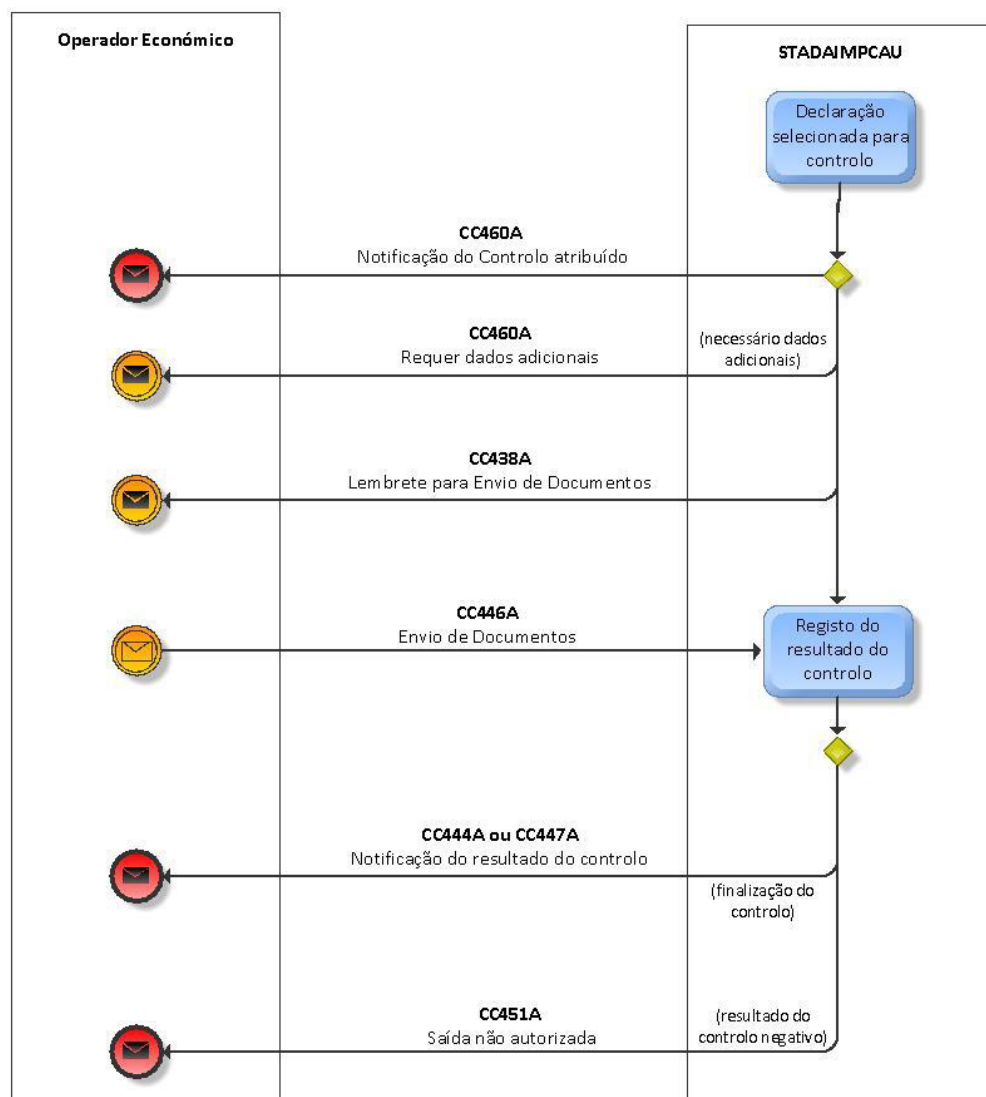 Operador Económico
STADAIMPCAU
Declaração
selecionada para
controlo
CC460A
Notificação do Controlo atribuído
CC460A
Requer dados adicionais
(necessário dados
adicionais)
CC438A
Lembrete para Envio de Documentos
CC446A
Envio de Documentos
Registo do
resultado do
controlo
CC444A ou CC447A
Notificação do resultado do controlo
(finalização do
controlo)
CC451A
Saída não autorizada
(resultado do
controlo negativo)